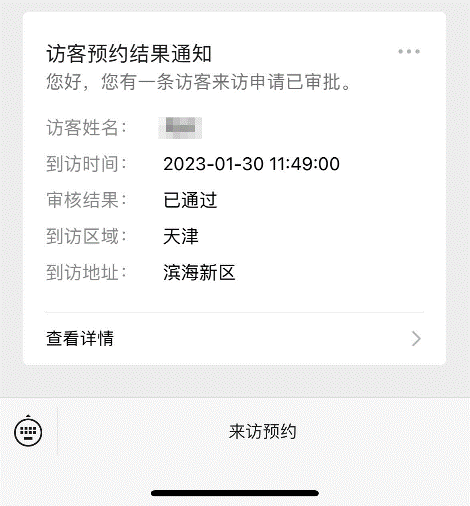 访客预约结果通知
您好，您有一条访客来访申请已审批。
访客姓名：
到访时间： 2023-01-30 11:49:00
审核结果： 已通过
到访区域： 天津
到访地址： 滨海新区
查看详情
来访预约